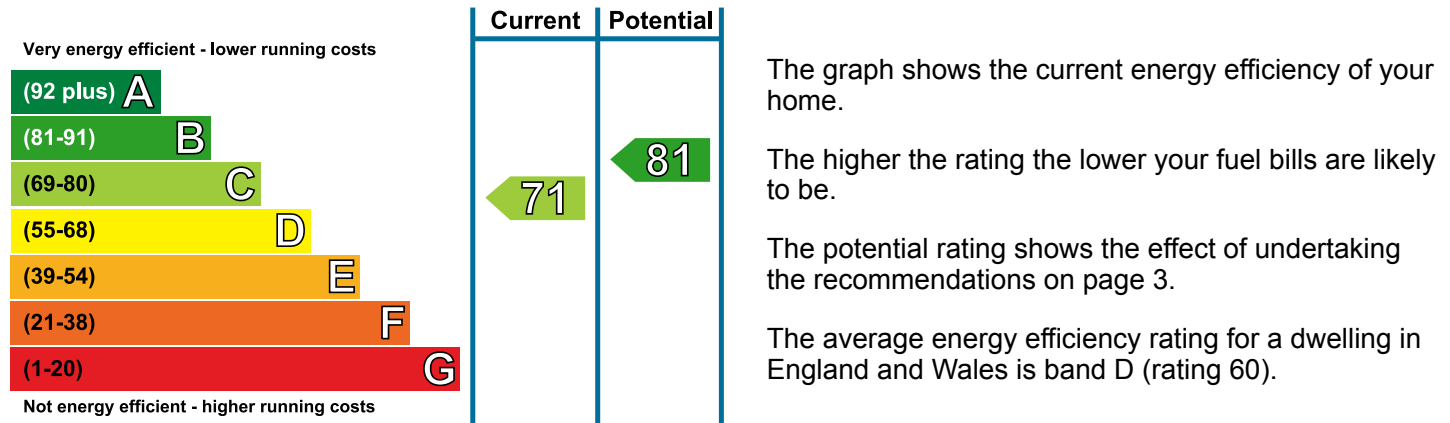 Current Potential
Very energy efficient - lower running costs
(92 plus) A
(81-91) B
(69-80) C
(55-68) D
(39-54) E
(21-38) F
(1-20) G
Not energy efficient - higher running costs
71
81
The graph shows the current energy efficiency of your
home.
The higher the rating the lower your fuel bills are likely
to be.
The potential rating shows the effect of undertaking
the recommendations on page 3.
The average energy efficiency rating for a dwelling in
England and Wales is band D (rating 60).